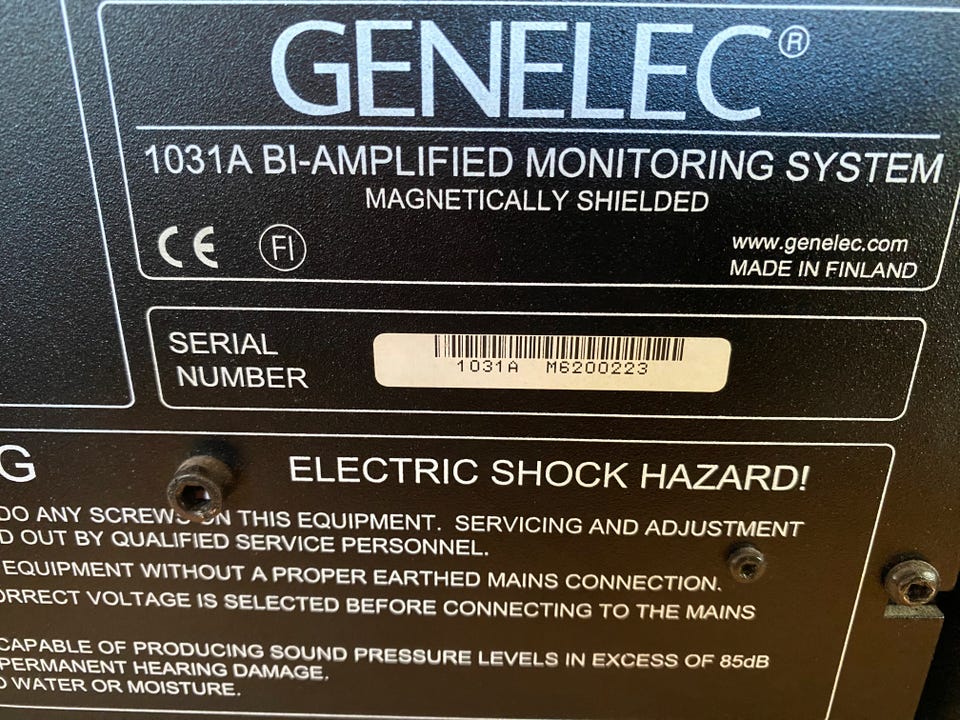 GENELEC®
1031A BI-AMPLIFIED MONITORING SYSTEM
MAGNETICALLY SHIELDED
CE FI
www.genelec.com
MADE IN FINLAND
SERIAL
NUMBER
1031A M6200223
G
ELECTRIC SHOCK HAZARD!
DO ANY SCREWS ON THIS EQUIPMENT. SERVICING AND ADJUSTMENT
D OUT BY QUALIFIED SERVICE PERSONNEL.
EQUIPMENT WITHOUT A PROPER EARTHED MAINS CONNECTION.
ORRECT VOLTAGE IS SELECTED BEFORE CONNECTING TO THE MAINS
CAPABLE OF PRODUCING SOUND PRESSURE LEVELS IN EXCESS OF 85dB
PERMANENT HEARING DAMAGE.
O WATER OR MOISTURE.